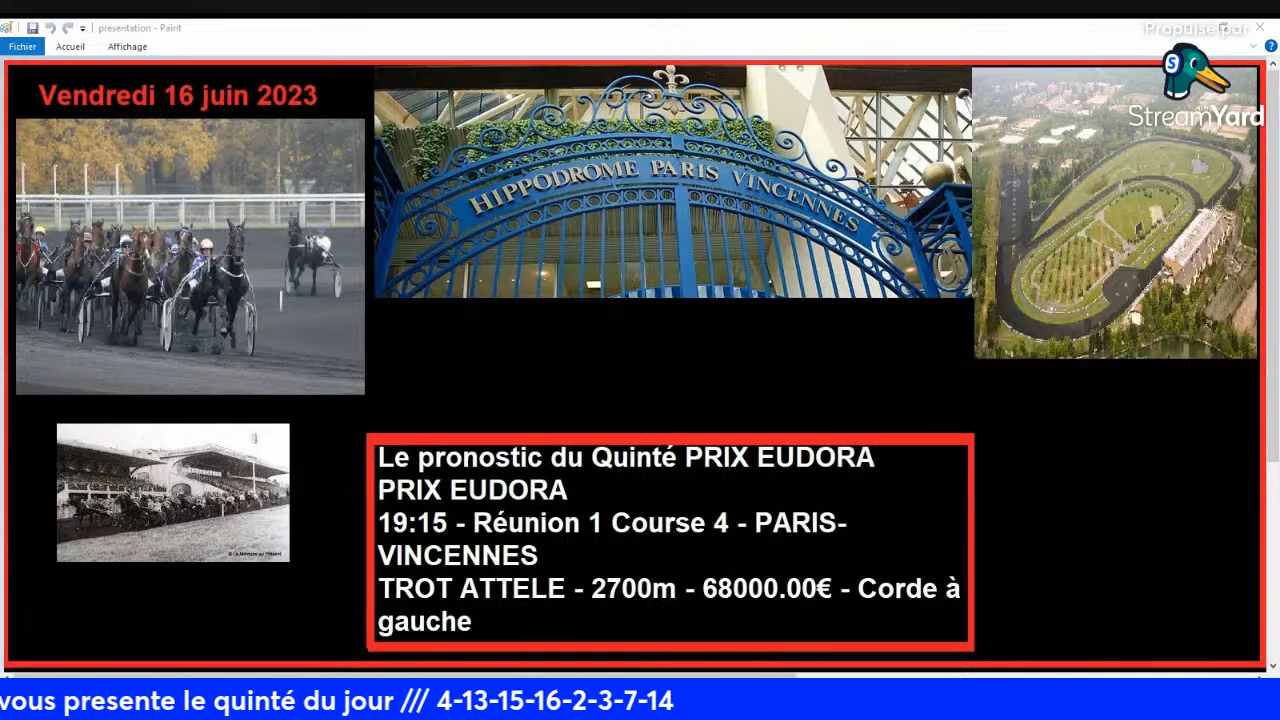 presentation - Paint
Propulsé par
Fichier Accueil Affichage
StreamYard
Vendredi 16 juin 2023
HIPPODROME PARIS VINCENNES
Le pronostic du Quinté PRIX EUDORA
PRIX EUDORA
19:15 - Réunion 1 Course 4 - PARIS-
VINCENNES
TROT ATTELE - 2700m - 68000.00€ - Corde à
gauche
vous presente le quinté du jour /// 4-13-15-16-2-3-7-14